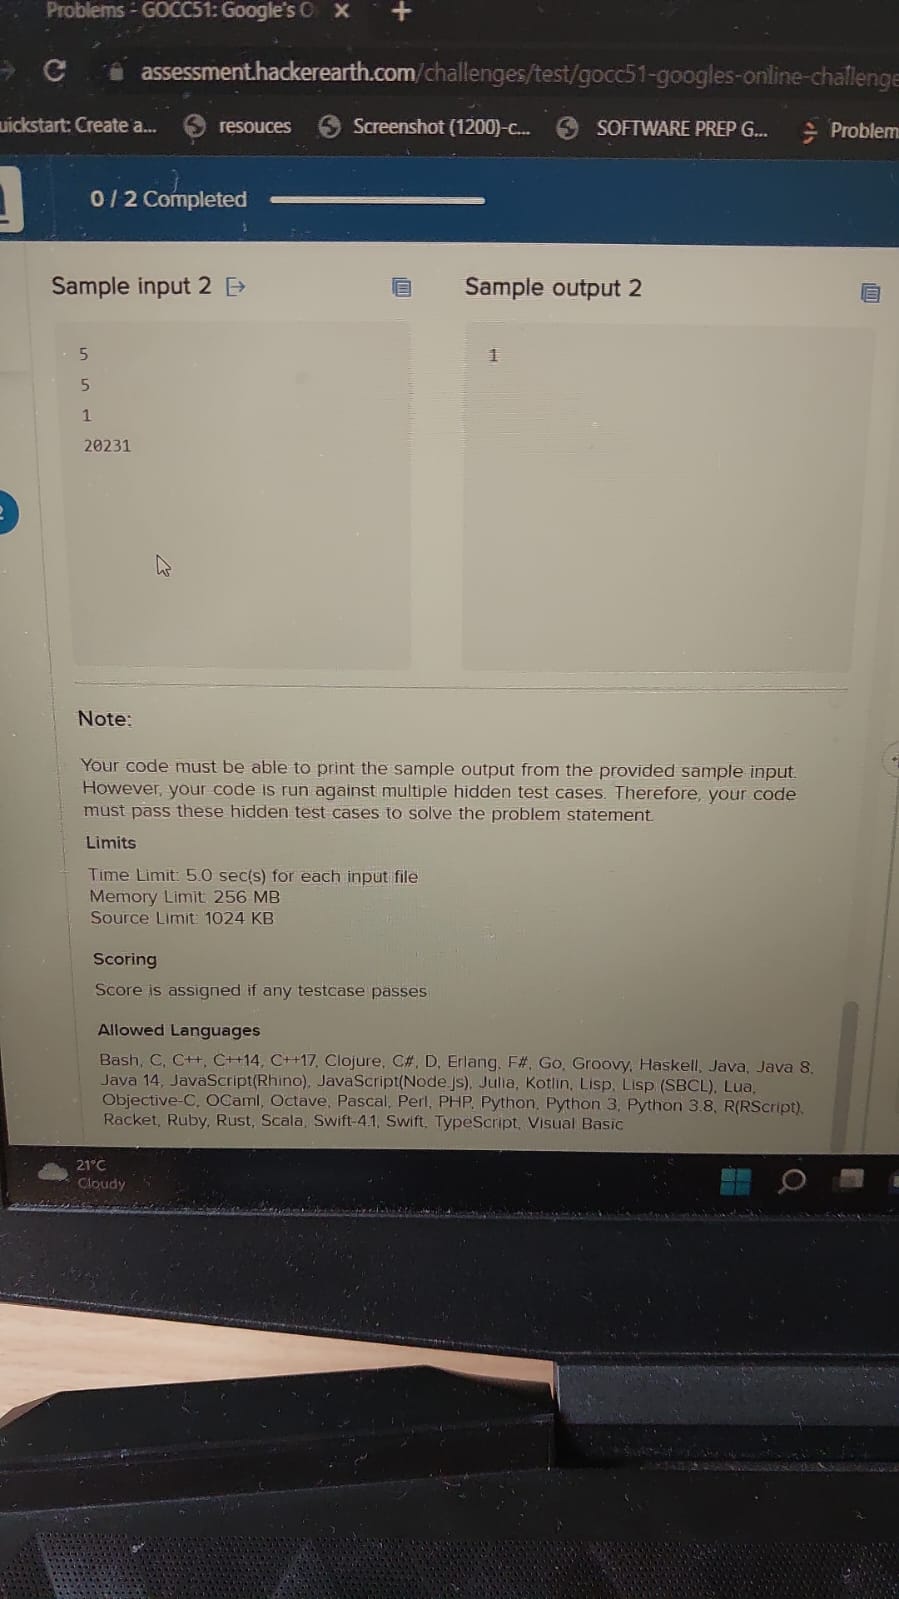 Problems - GOCC51: Google's O
assessment.hackerearth.com/challenges/test/gocc51-googles-online-challenge
uickstart: Create a... resouces Screenshot (1200)-c... SOFTWARE PREP G... Problem
0 / 2 Completed
Sample input 2 Sample output 2
5 1
5
1
20231
2
Note:
Your code must be able to print the sample output from the provided sample input.
However, your code is run against multiple hidden test cases. Therefore, your code
must pass these hidden test cases to solve the problem statement.
Limits
Time Limit: 5.0 sec(s) for each input file
Memory Limit: 256 MB
Source Limit: 1024 KB
Scoring
Score is assigned if any testcase passes
Allowed Languages
Bash, C, C++, C++14, C++17, Clojure, C#, D, Erlang, F#, Go, Groovy, Haskell, Java, Java 8,
Java 14, JavaScript(Rhino), JavaScript(Node.js), Julia, Kotlin, Lisp, Lisp (SBCL), Lua,
Objective-C, OCaml, Octave, Pascal, Perl, PHP, Python, Python 3, Python 3.8, R(RScript),
Racket, Ruby, Rust, Scala, Swift-4.1, Swift, TypeScript, Visual Basic
21°C
Cloudy